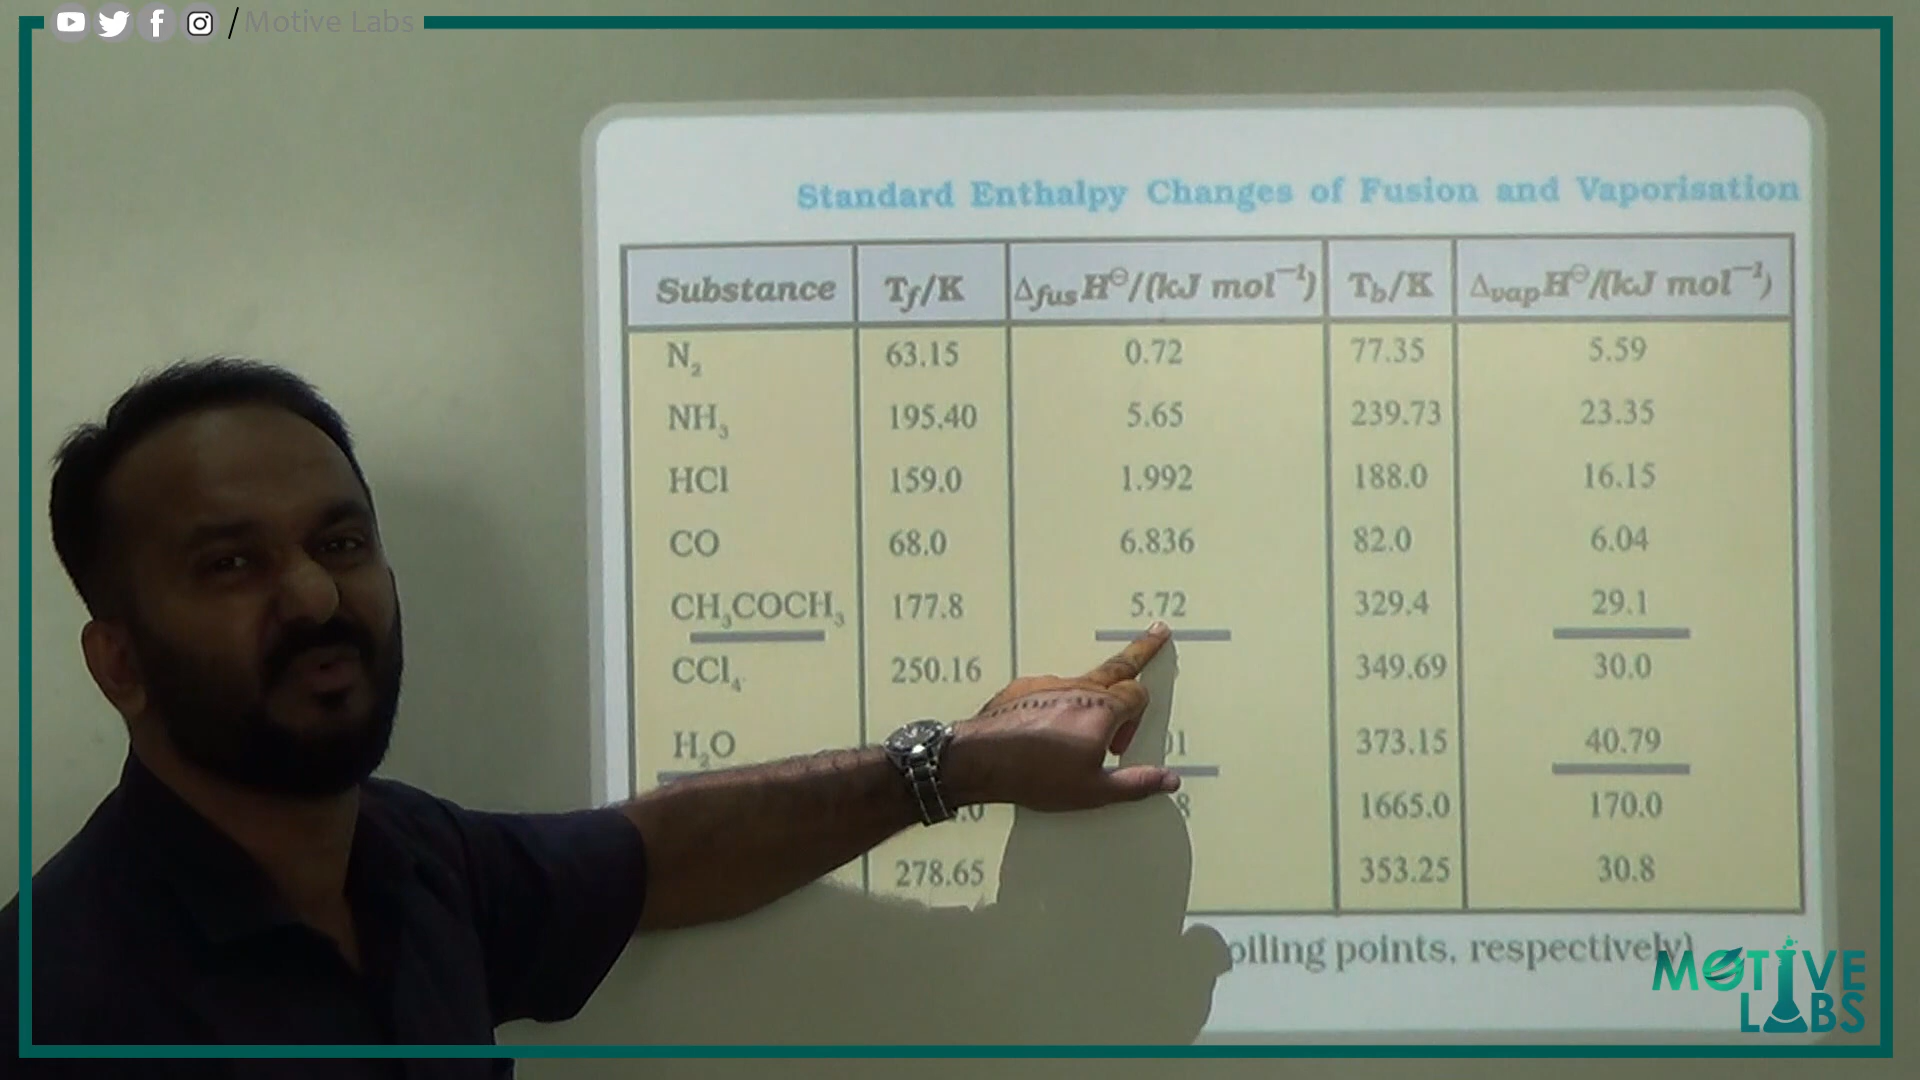 / Motive Labs
Standard Enthalpy Changes of Fusion and Vaporisation
Substance Tf/K ΔfusH⊖/(kJ mol⁻¹) Tb/K ΔvapH⊖/(kJ mol⁻¹)
N₂ 63.15 0.72 77.35 5.59
NH₃ 195.40 5.65 239.73 23.35
HCl 159.0 1.992 188.0 16.15
CO 68.0 6.836 82.0 6.04
CH₃COCH₃ 177.8 5.72 329.4 29.1
CCl₄ 250.16 349.69 30.0
H₂O 373.15 40.79
1665.0 170.0
278.65 353.25 30.8
oiling points, respectively)
MOTIVE
LABS